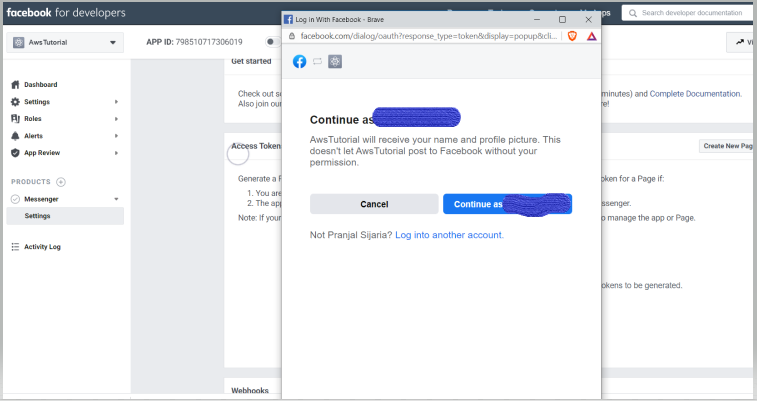 facebook for developers
Search developer documentation
AwsTutorial
APP ID: 798510717306019
Dashboard
Settings
Roles
Alerts
App Review
PRODUCTS
Messenger
Settings
Activity Log
Get started
Check out
minutes) and Complete Documentation.
Also join our
Access Token
Create New Pag
Generate a
oken for a Page if:
1. You are
2. The app
ssenger.
Note: If your
o manage the app or Page.
okens to be generated.
Webhooks
Log in With Facebook - Brave
facebook.com/dialog/oauth?response_type=token&display=popup&cli...
Continue as
AwsTutorial will receive your name and profile picture. This
doesn't let AwsTutorial post to Facebook without your
permission.
Cancel
Continue as
Not Pranjal Sijaria? Log into another account.